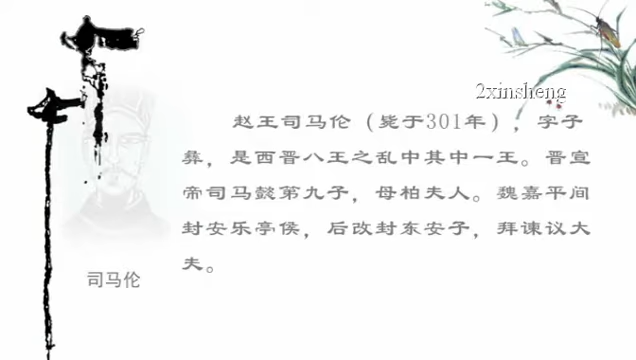 2xinsheng
赵王司马伦（毙于301年），字子
彝，是西晋八王之乱中其中一王。晋宣
帝司马懿第九子，母柏夫人。魏嘉平间
封安乐亭侯，后改封东安子，拜谏议大
夫。
司马伦